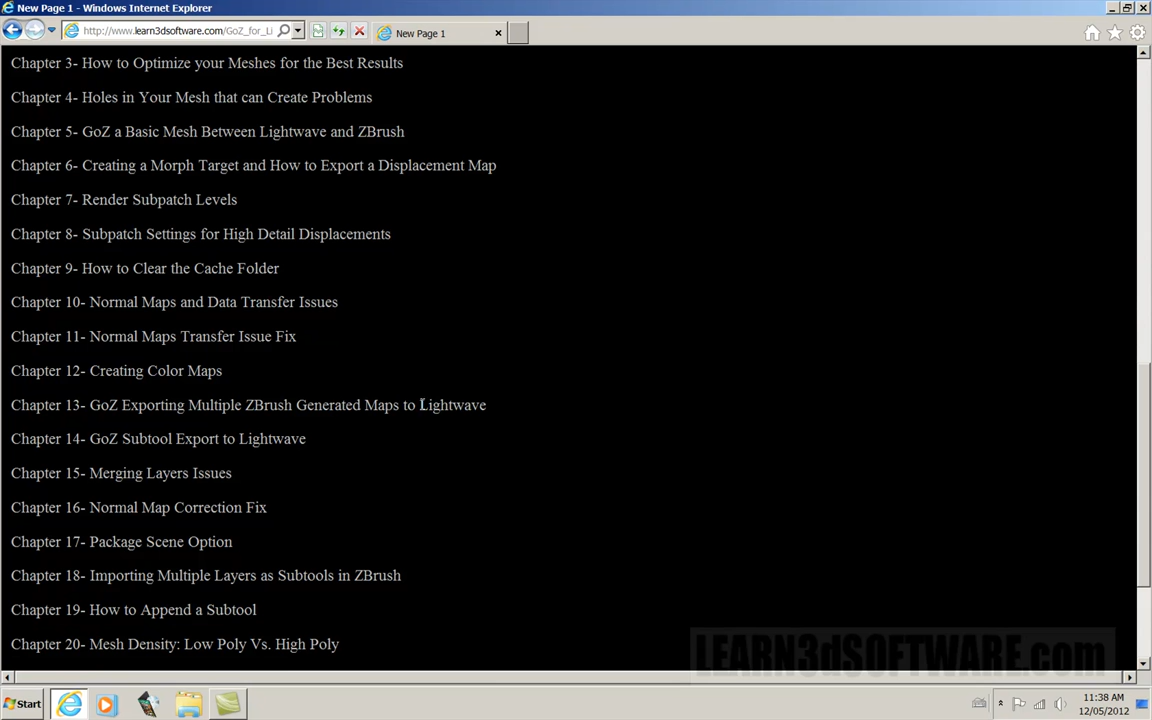 New Page 1 - Windows Internet Explorer
http://www.learn3dsoftware.com/GoZ_for_Li
New Page 1
Chapter 3- How to Optimize your Meshes for the Best Results
Chapter 4- Holes in Your Mesh that can Create Problems
Chapter 5- GoZ a Basic Mesh Between Lightwave and ZBrush
Chapter 6- Creating a Morph Target and How to Export a Displacement Map
Chapter 7- Render Subpatch Levels
Chapter 8- Subpatch Settings for High Detail Displacements
Chapter 9- How to Clear the Cache Folder
Chapter 10- Normal Maps and Data Transfer Issues
Chapter 11- Normal Maps Transfer Issue Fix
Chapter 12- Creating Color Maps
Chapter 13- GoZ Exporting Multiple ZBrush Generated Maps to Lightwave
Chapter 14- GoZ Subtool Export to Lightwave
Chapter 15- Merging Layers Issues
Chapter 16- Normal Map Correction Fix
Chapter 17- Package Scene Option
Chapter 18- Importing Multiple Layers as Subtools in ZBrush
Chapter 19- How to Append a Subtool
Chapter 20- Mesh Density: Low Poly Vs. High Poly
LEARN3dSOFTWARE.com
Start
11:38 AM
12/05/2012